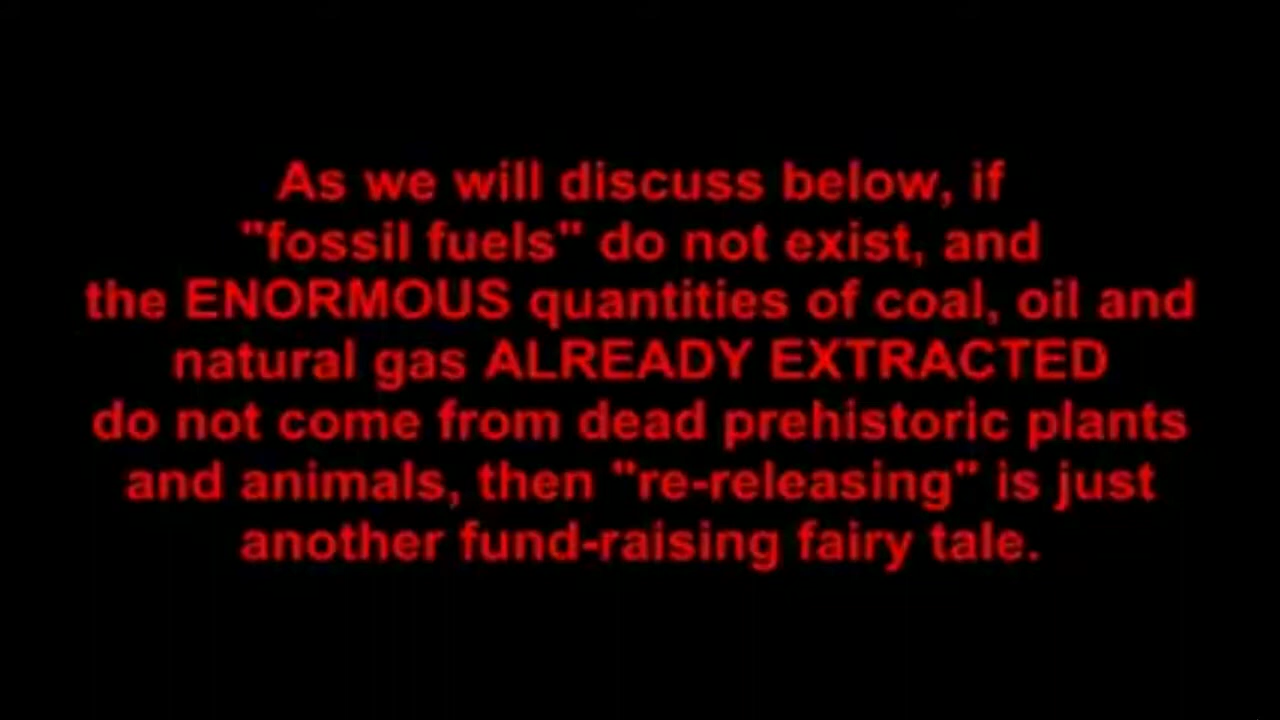 As we will discuss below, if
"fossil fuels" do not exist, and
the ENORMOUS quantities of coal, oil and
natural gas ALREADY EXTRACTED
do not come from dead prehistoric plants
and animals, then "re-releasing" is just
another fund-raising fairy tale.